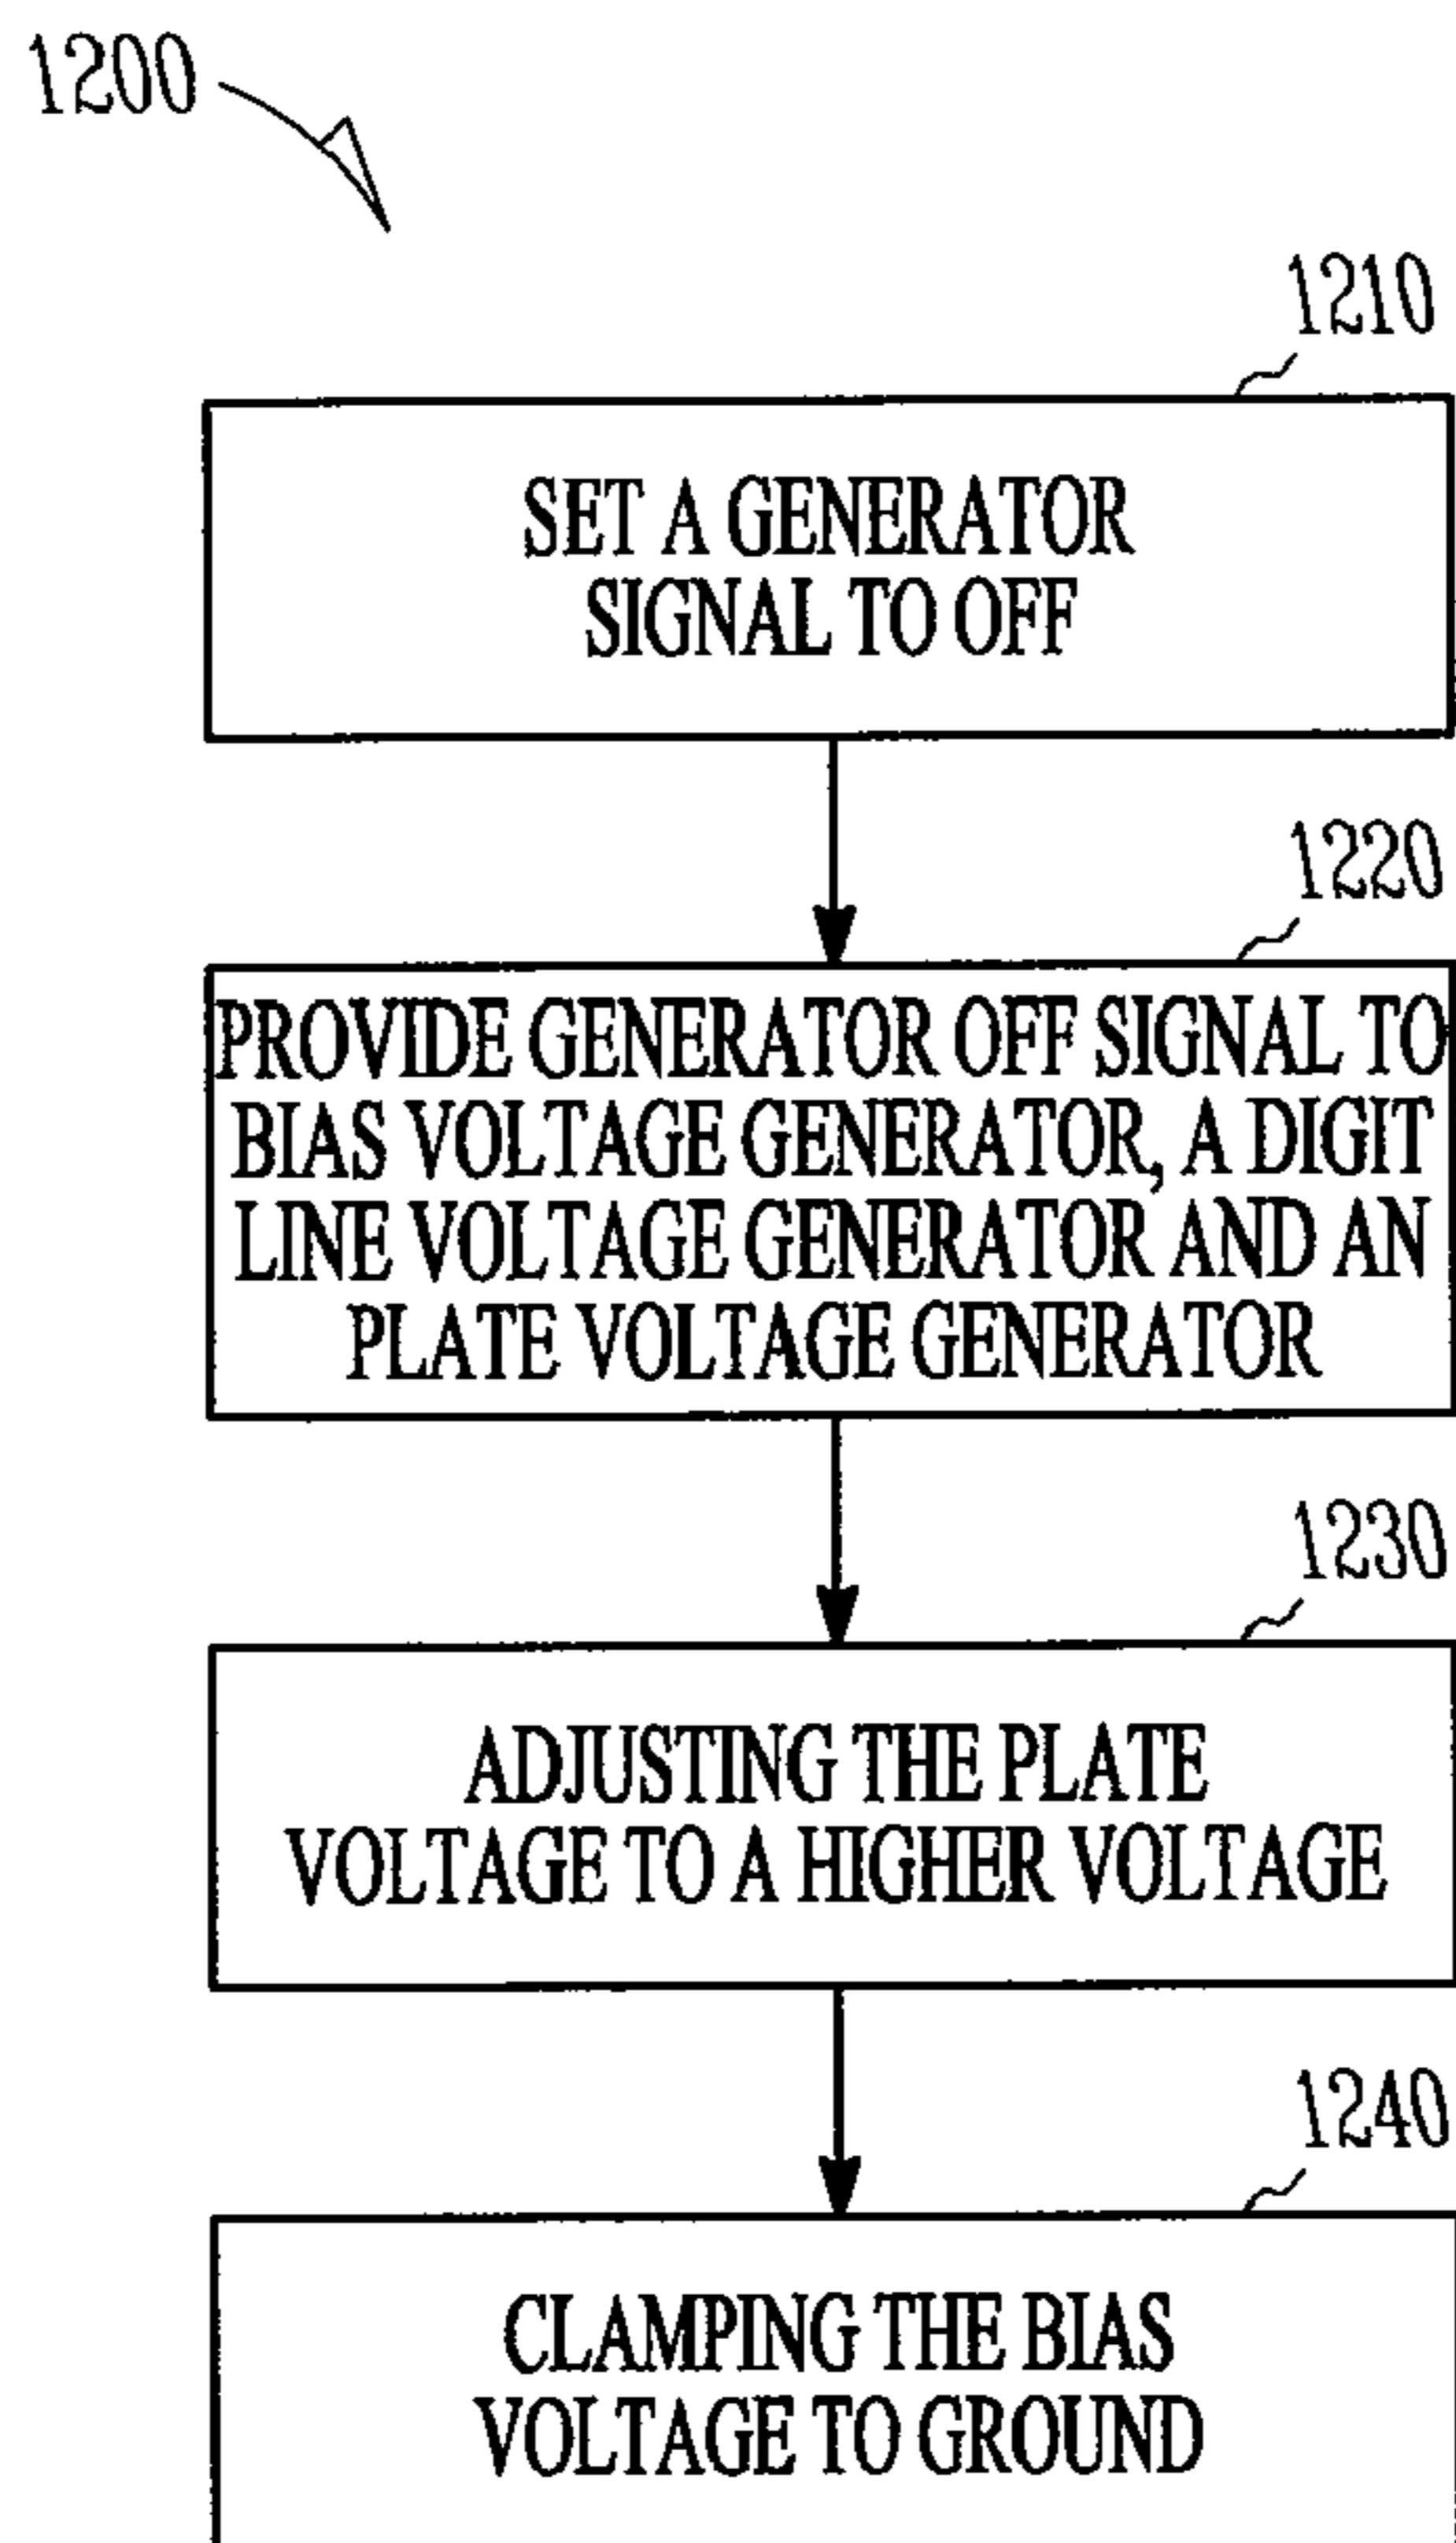 1200
1210
SET A GENERATOR
SIGNAL TO OFF
1220
PROVIDE GENERATOR OFF SIGNAL TO
BIAS VOLTAGE GENERATOR, A DIGIT
LINE VOLTAGE GENERATOR AND AN
PLATE VOLTAGE GENERATOR
1230
ADJUSTING THE PLATE
VOLTAGE TO A HIGHER VOLTAGE
1240
CLAMPING THE BIAS
VOLTAGE TO GROUND